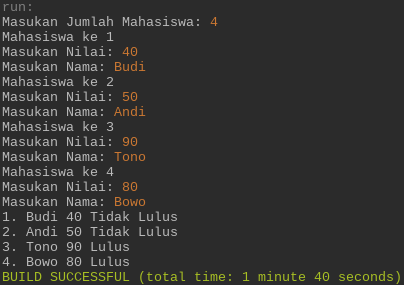 run:
Masukan Jumlah Mahasiswa: 4
Mahasiswa ke 1
Masukan Nilai: 40
Masukan Nama: Budi
Mahasiswa ke 2
Masukan Nilai: 50
Masukan Nama: Andi
Mahasiswa ke 3
Masukan Nilai: 90
Masukan Nama: Tono
Mahasiswa ke 4
Masukan Nilai: 80
Masukan Nama: Bowo
1. Budi 40 Tidak Lulus
2. Andi 50 Tidak Lulus
3. Tono 90 Lulus
4. Bowo 80 Lulus
BUILD SUCCESSFUL (total time: 1 minute 40 seconds)